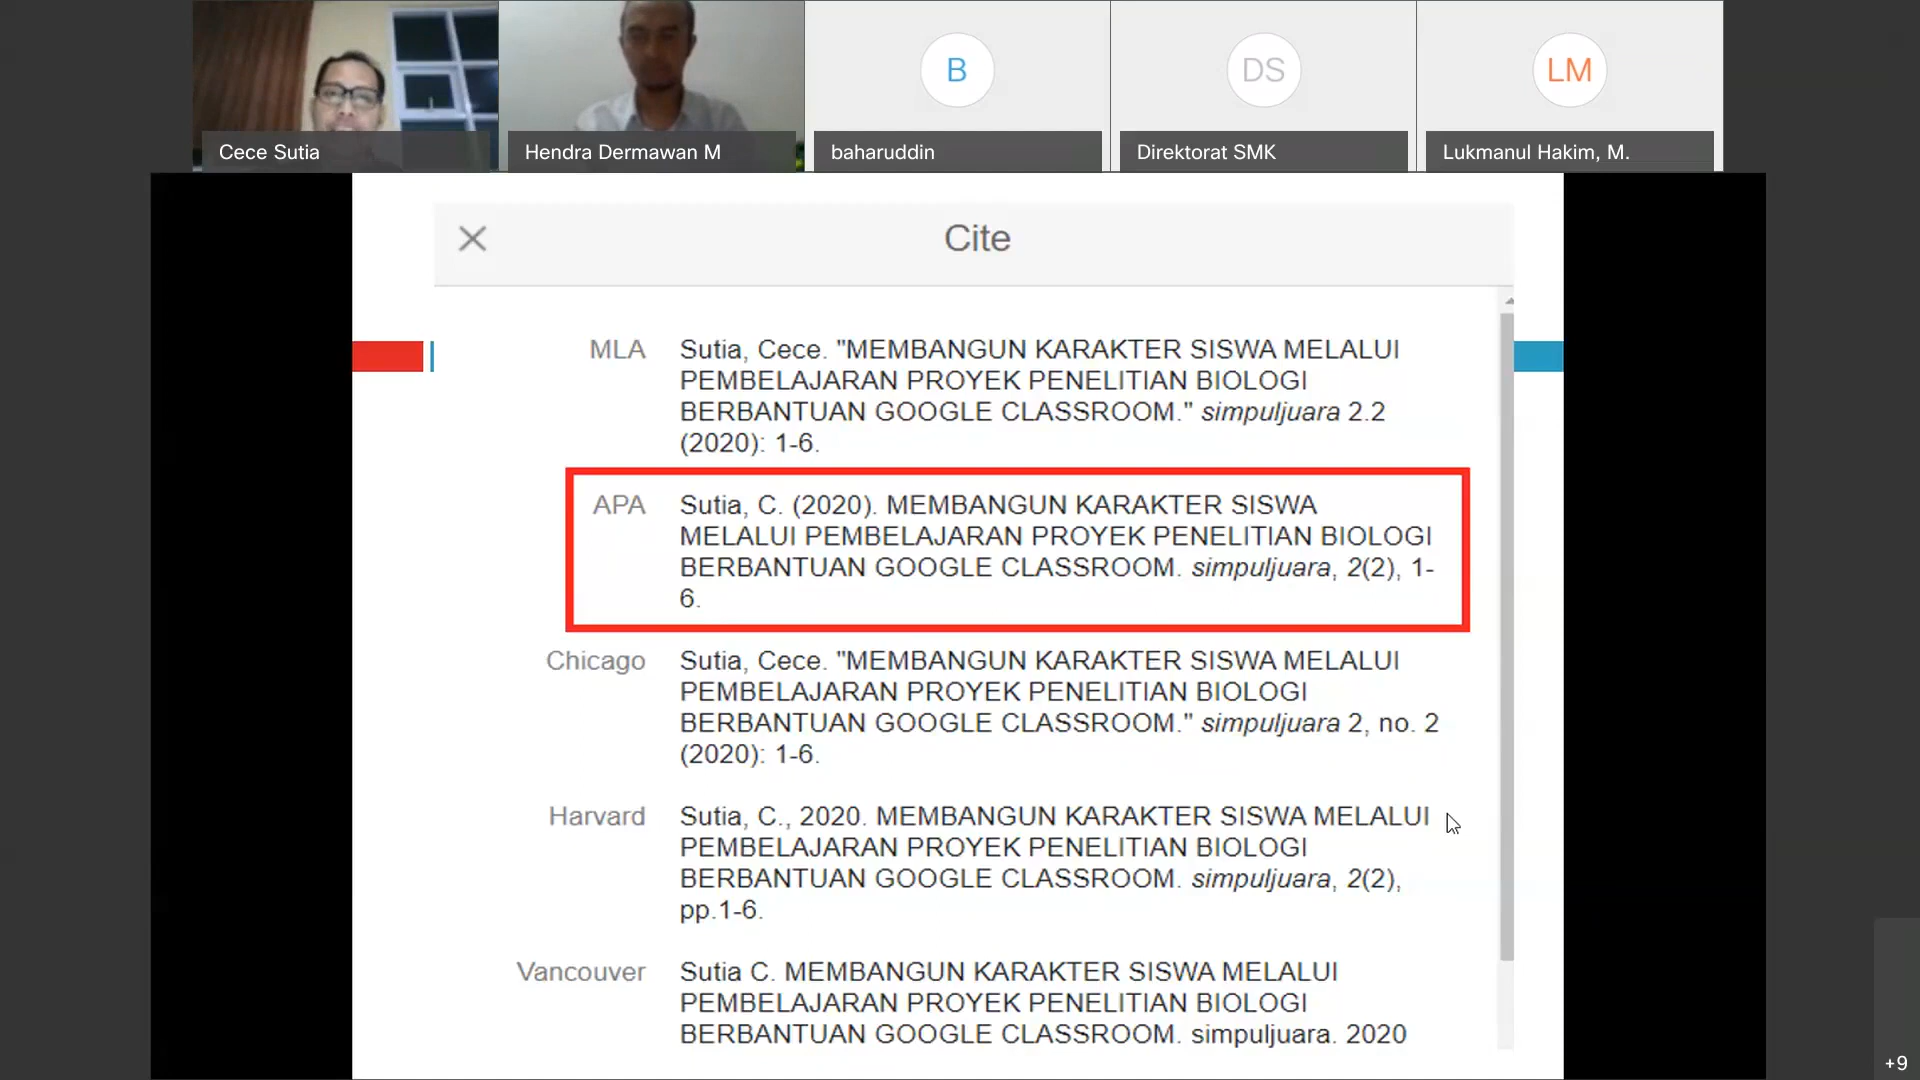 B
DS
LM
Cece Sutia
Hendra Dermawan M
baharuddin
Direktorat SMK
Lukmanul Hakim, M.
Cite
MLA
Sutia, Cece. "MEMBANGUN KARAKTER SISWA MELALUI
PEMBELAJARAN PROYEK PENELITIAN BIOLOGI
BERBANTUAN GOOGLE CLASSROOM." simpuljuara 2.2
(2020): 1-6.
APA
Sutia, C. (2020). MEMBANGUN KARAKTER SISWA
MELALUI PEMBELAJARAN PROYEK PENELITIAN BIOLOGI
BERBANTUAN GOOGLE CLASSROOM. simpuljuara, 2(2), 1-
6.
Chicago
Sutia, Cece. "MEMBANGUN KARAKTER SISWA MELALUI
PEMBELAJARAN PROYEK PENELITIAN BIOLOGI
BERBANTUAN GOOGLE CLASSROOM." simpuljuara 2, no. 2
(2020): 1-6.
Harvard
Sutia, C., 2020. MEMBANGUN KARAKTER SISWA MELALUI
PEMBELAJARAN PROYEK PENELITIAN BIOLOGI
BERBANTUAN GOOGLE CLASSROOM. simpuljuara, 2(2),
pp.1-6.
Vancouver
Sutia C. MEMBANGUN KARAKTER SISWA MELALUI
PEMBELAJARAN PROYEK PENELITIAN BIOLOGI
BERBANTUAN GOOGLE CLASSROOM. simpuljuara. 2020
+9